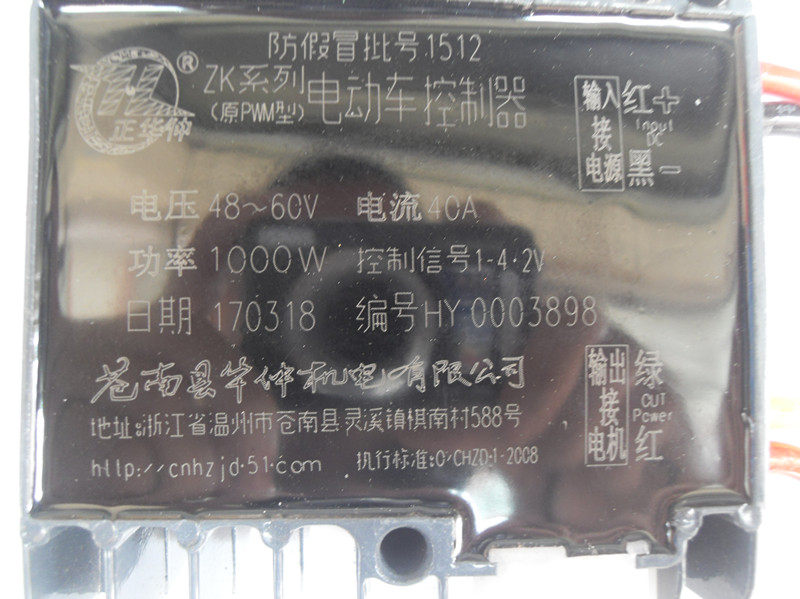 防假冒批号1512
正华仲
®
ZK系列
(原PWM型)
电动车控制器
输入接电源
红+
Input
黑-
电压 48~60V 电流 40A
功率 1000W 控制信号1-4·2V
日期 170318 编号HY 0003898
苍南县华仲机电有限公司
地址:浙江省温州市苍南县灵溪镇棋南村588号
http://cnhzjd·51·com 执行标准:Q/CHZD·1·2008
输出接电机
绿
OUT
Power
红